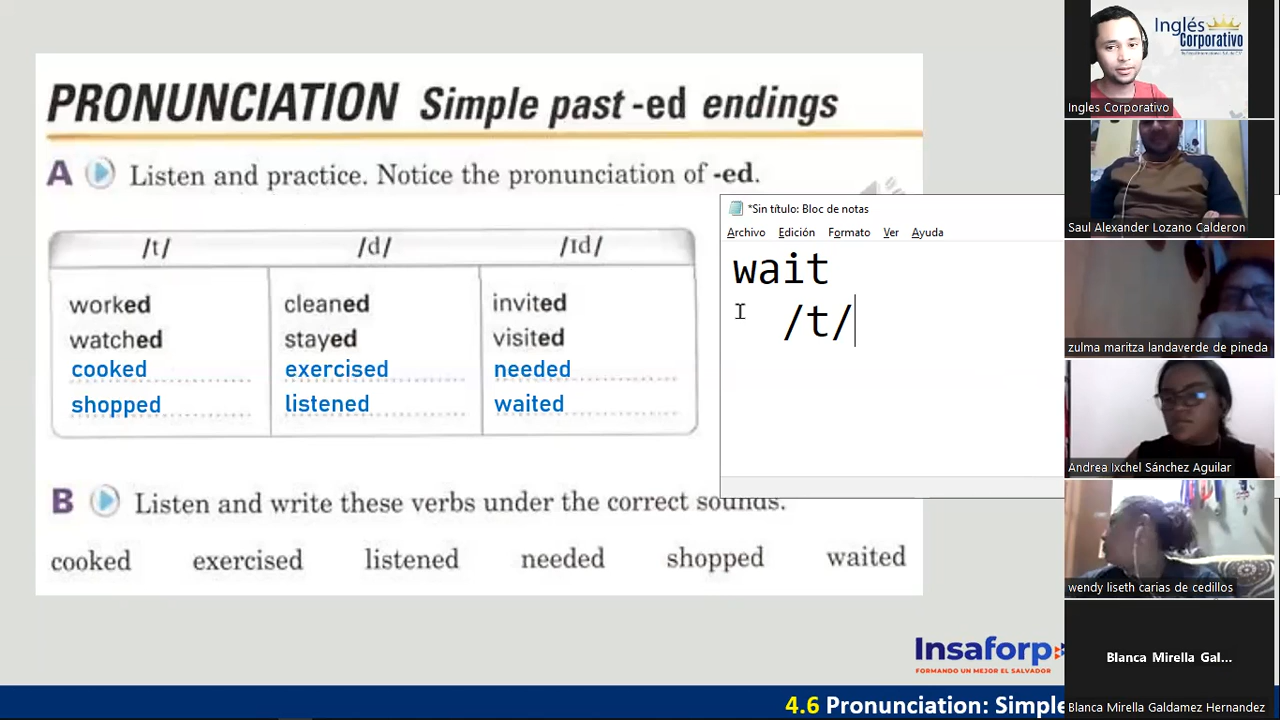 PRONUNCIATION Simple past -ed endings
A Listen and practice. Notice the pronunciation of -ed.
/t/ /d/ /ɪd/
worked cleaned invited
watched stayed visited
cooked exercised needed
shopped listened waited
B Listen and write these verbs under the correct sounds.
cooked exercised listened needed shopped waited
*Sin título: Bloc de notas
Archivo Edición Formato Ver Ayuda
wait
/t/
Insaforp
FORMANDO UN MEJOR EL SALVADOR
4.6 Pronunciation: Simple
Inglés
Corporativo
Ingles Corporativo
Saul Alexander Lozano Calderon
zulma maritza landaverde de pineda
Andrea Ixchel Sánchez Aguilar
wendy liseth carias de cedillos
Blanca Mirella Gal...
Blanca Mirella Galdamez Hernandez